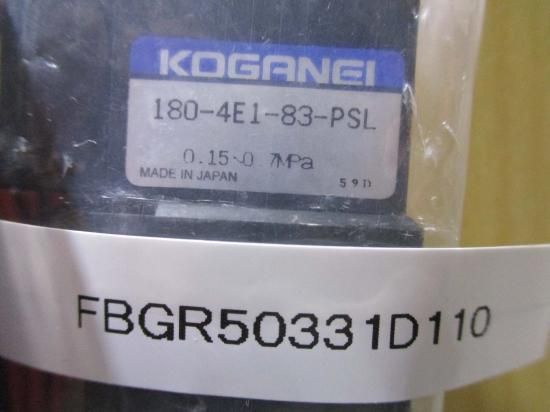 KOGANEI
180-4E1-83-PSL
0.15~0.7MPa
MADE IN JAPAN 59D
FBGR50331D110